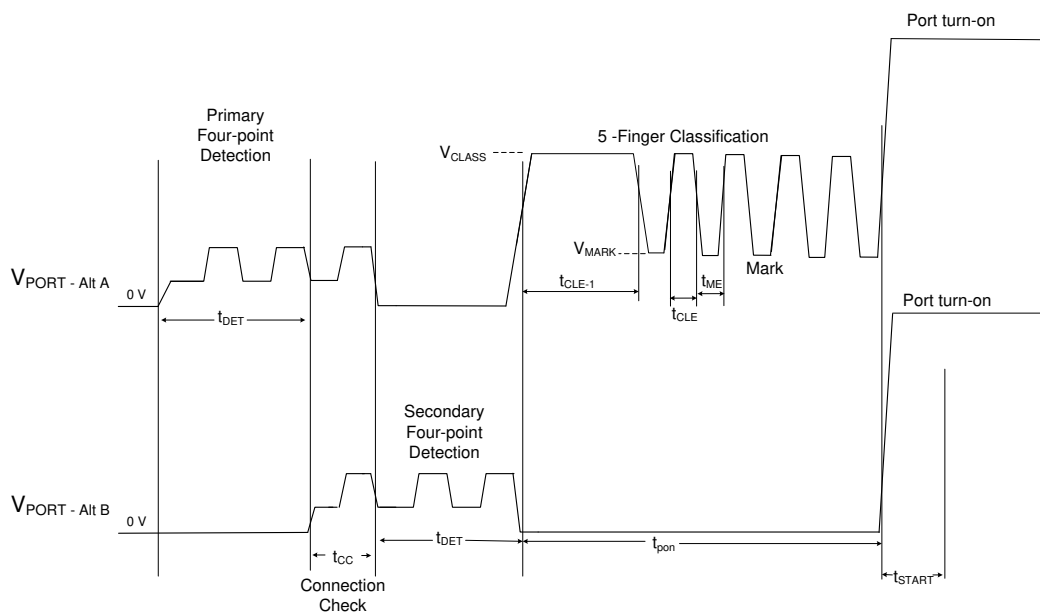 Port turn-on
Primary
Four-point
Detection
5 -Finger Classification
VCLASS
VMARK
Mark
VPORT - Alt A
0 V
tDET
tCLE-1
tCLE
tME
Port turn-on
Secondary
Four-point
Detection
VPORT - Alt B
0 V
tCC
tDET
tpon
tSTART
Connection
Check